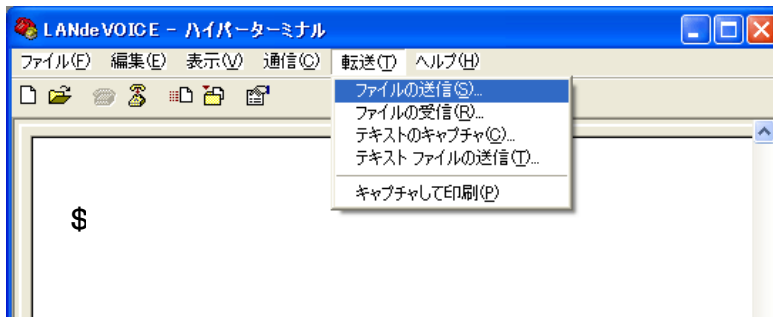 LANdeVOICE - ハイパーターミナル
ファイル(F) 編集(E) 表示(V) 通信(C) 転送(T) ヘルプ(H)
ファイルの送信(S)...
ファイルの受信(R)...
テキストのキャプチャ(C)...
テキスト ファイルの送信(T)...
キャプチャして印刷(P)
$